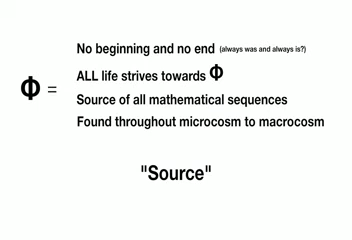 No beginning and no end (always was and always is?)
ALL life strives towards Φ
Φ =
Source of all mathematical sequences
Found throughout microcosm to macrocosm
"Source"